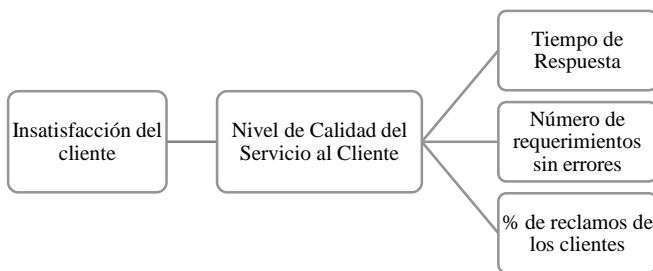 Insatisfacción del
cliente
Nivel de Calidad del
Servicio al Cliente
Tiempo de
Respuesta
Número de
requerimientos
sin errores
% de reclamos de
los clientes